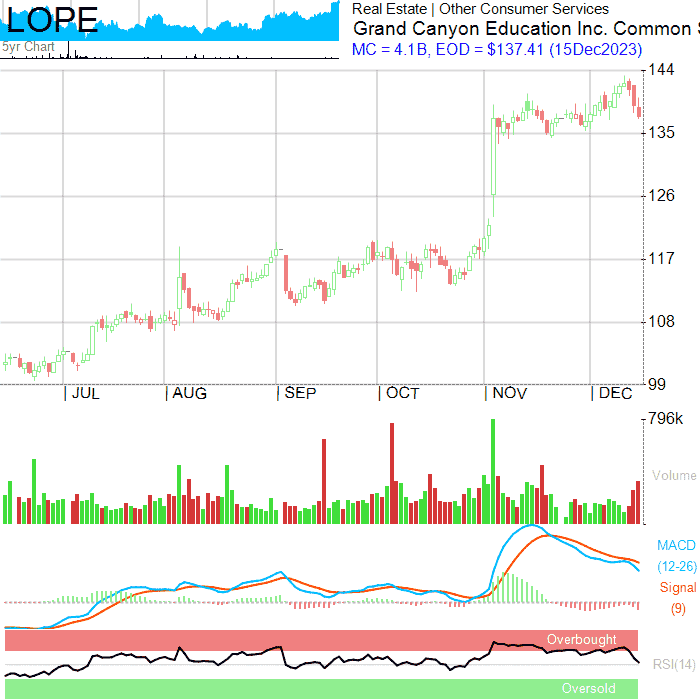 LOPE
5yr Chart
Real Estate | Other Consumer Services
Grand Canyon Education Inc. Common S
MC = 4.1B, EOD = $137.41 (15Dec2023)
144
135
126
117
108
99
JUL AUG SEP OCT NOV DEC
796k
Volume
MACD
(12-26)
Signal
(9)
Overbought
RSI(14)
Oversold